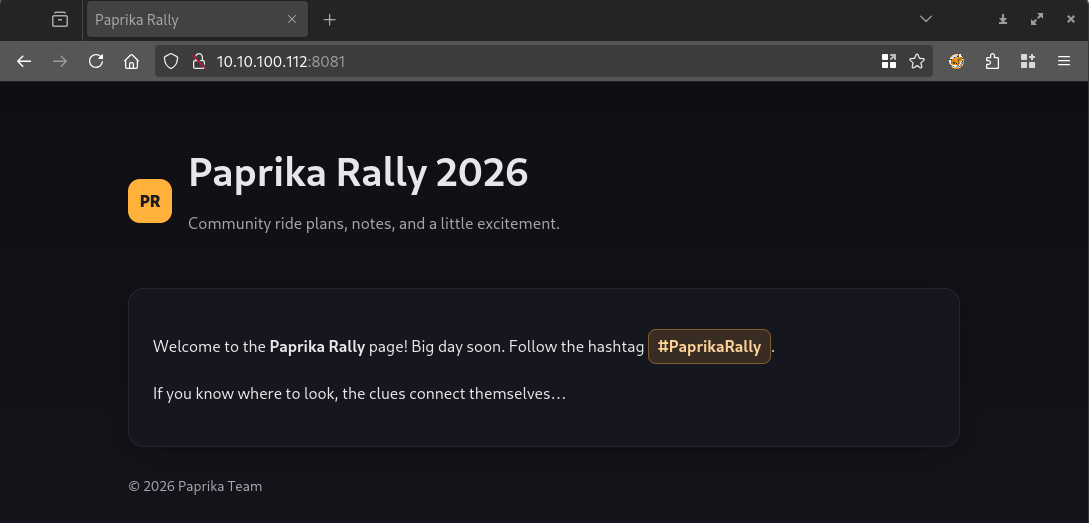 Paprika Rally
10.10.100.112:8081
PR
Paprika Rally 2026
Community ride plans, notes, and a little excitement.
Welcome to the Paprika Rally page! Big day soon. Follow the hashtag #PaprikaRally.
If you know where to look, the clues connect themselves…
© 2026 Paprika Team